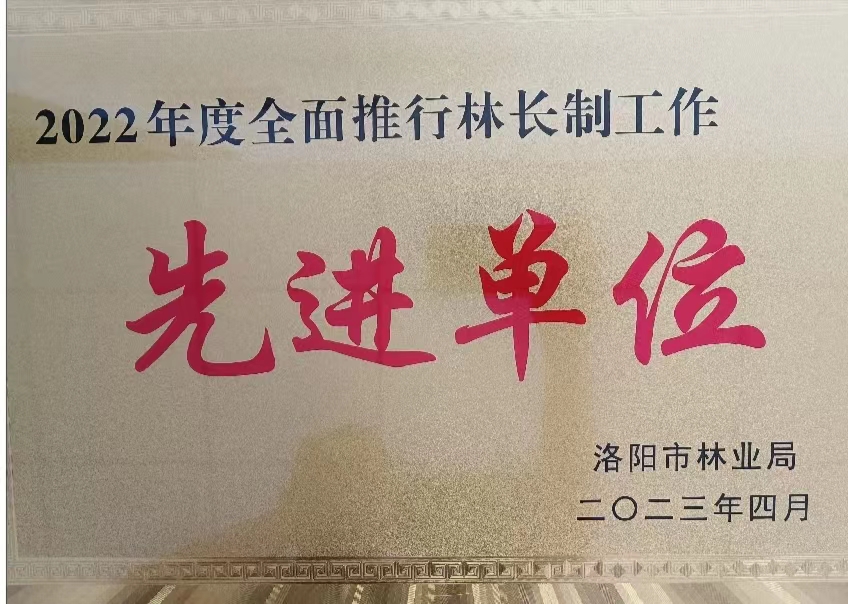 2022年度全面推行林长制工作
先进单位
洛阳市林业局
二〇二三年四月